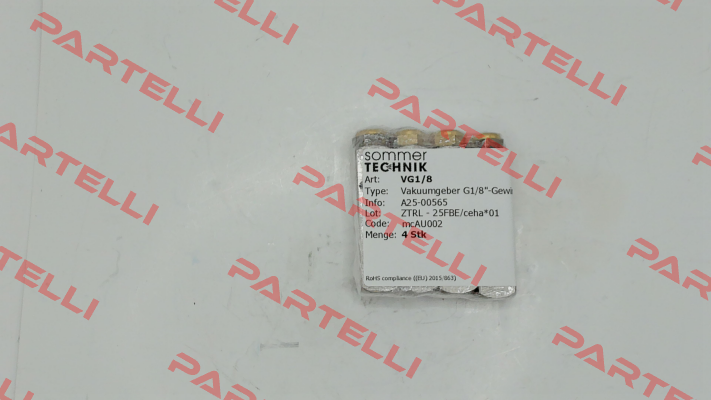 sommer
TECHNIK
Art: VG1/8
Type: Vakuumgeber G1/8"-Gewi
Info: A25-00565
Lot: ZTRL - 25FBE/ceha*01
Code: mcAU002
Menge: 4 Stk
RoHS compliance ((EU) 2015/863)
PARTELLI
PARTELLI
PARTELLI
PARTELLI
PARTELLI
PARTELLI
PARTELLI
PARTELLI
PARTELLI
PARTELLI
PARTELLI